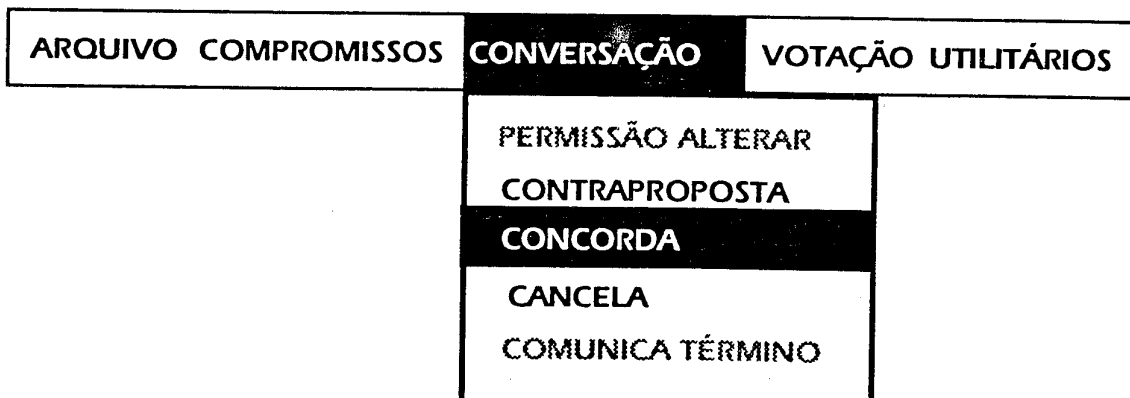 ARQUIVO COMPROMISSOS CONVERSAÇÃO VOTAÇÃO UTILITÁRIOS
PERMISSÃO ALTERAR
CONTRAPROPOSTA
CONCORDA
CANCELA
COMUNICA TÉRMINO